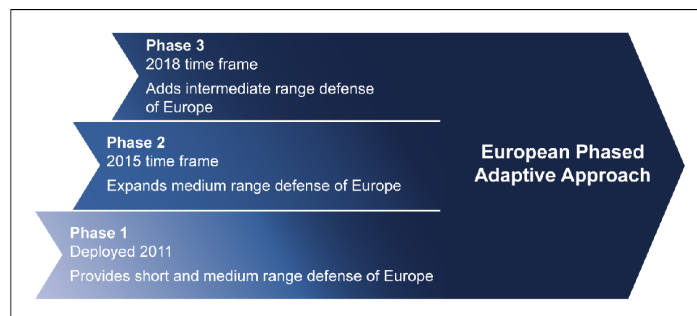 Phase 3
2018 time frame
Adds intermediate range defense
of Europe
Phase 2
2015 time frame
Expands medium range defense of Europe
Phase 1
Deployed 2011
Provides short and medium range defense of Europe
European Phased
Adaptive Approach